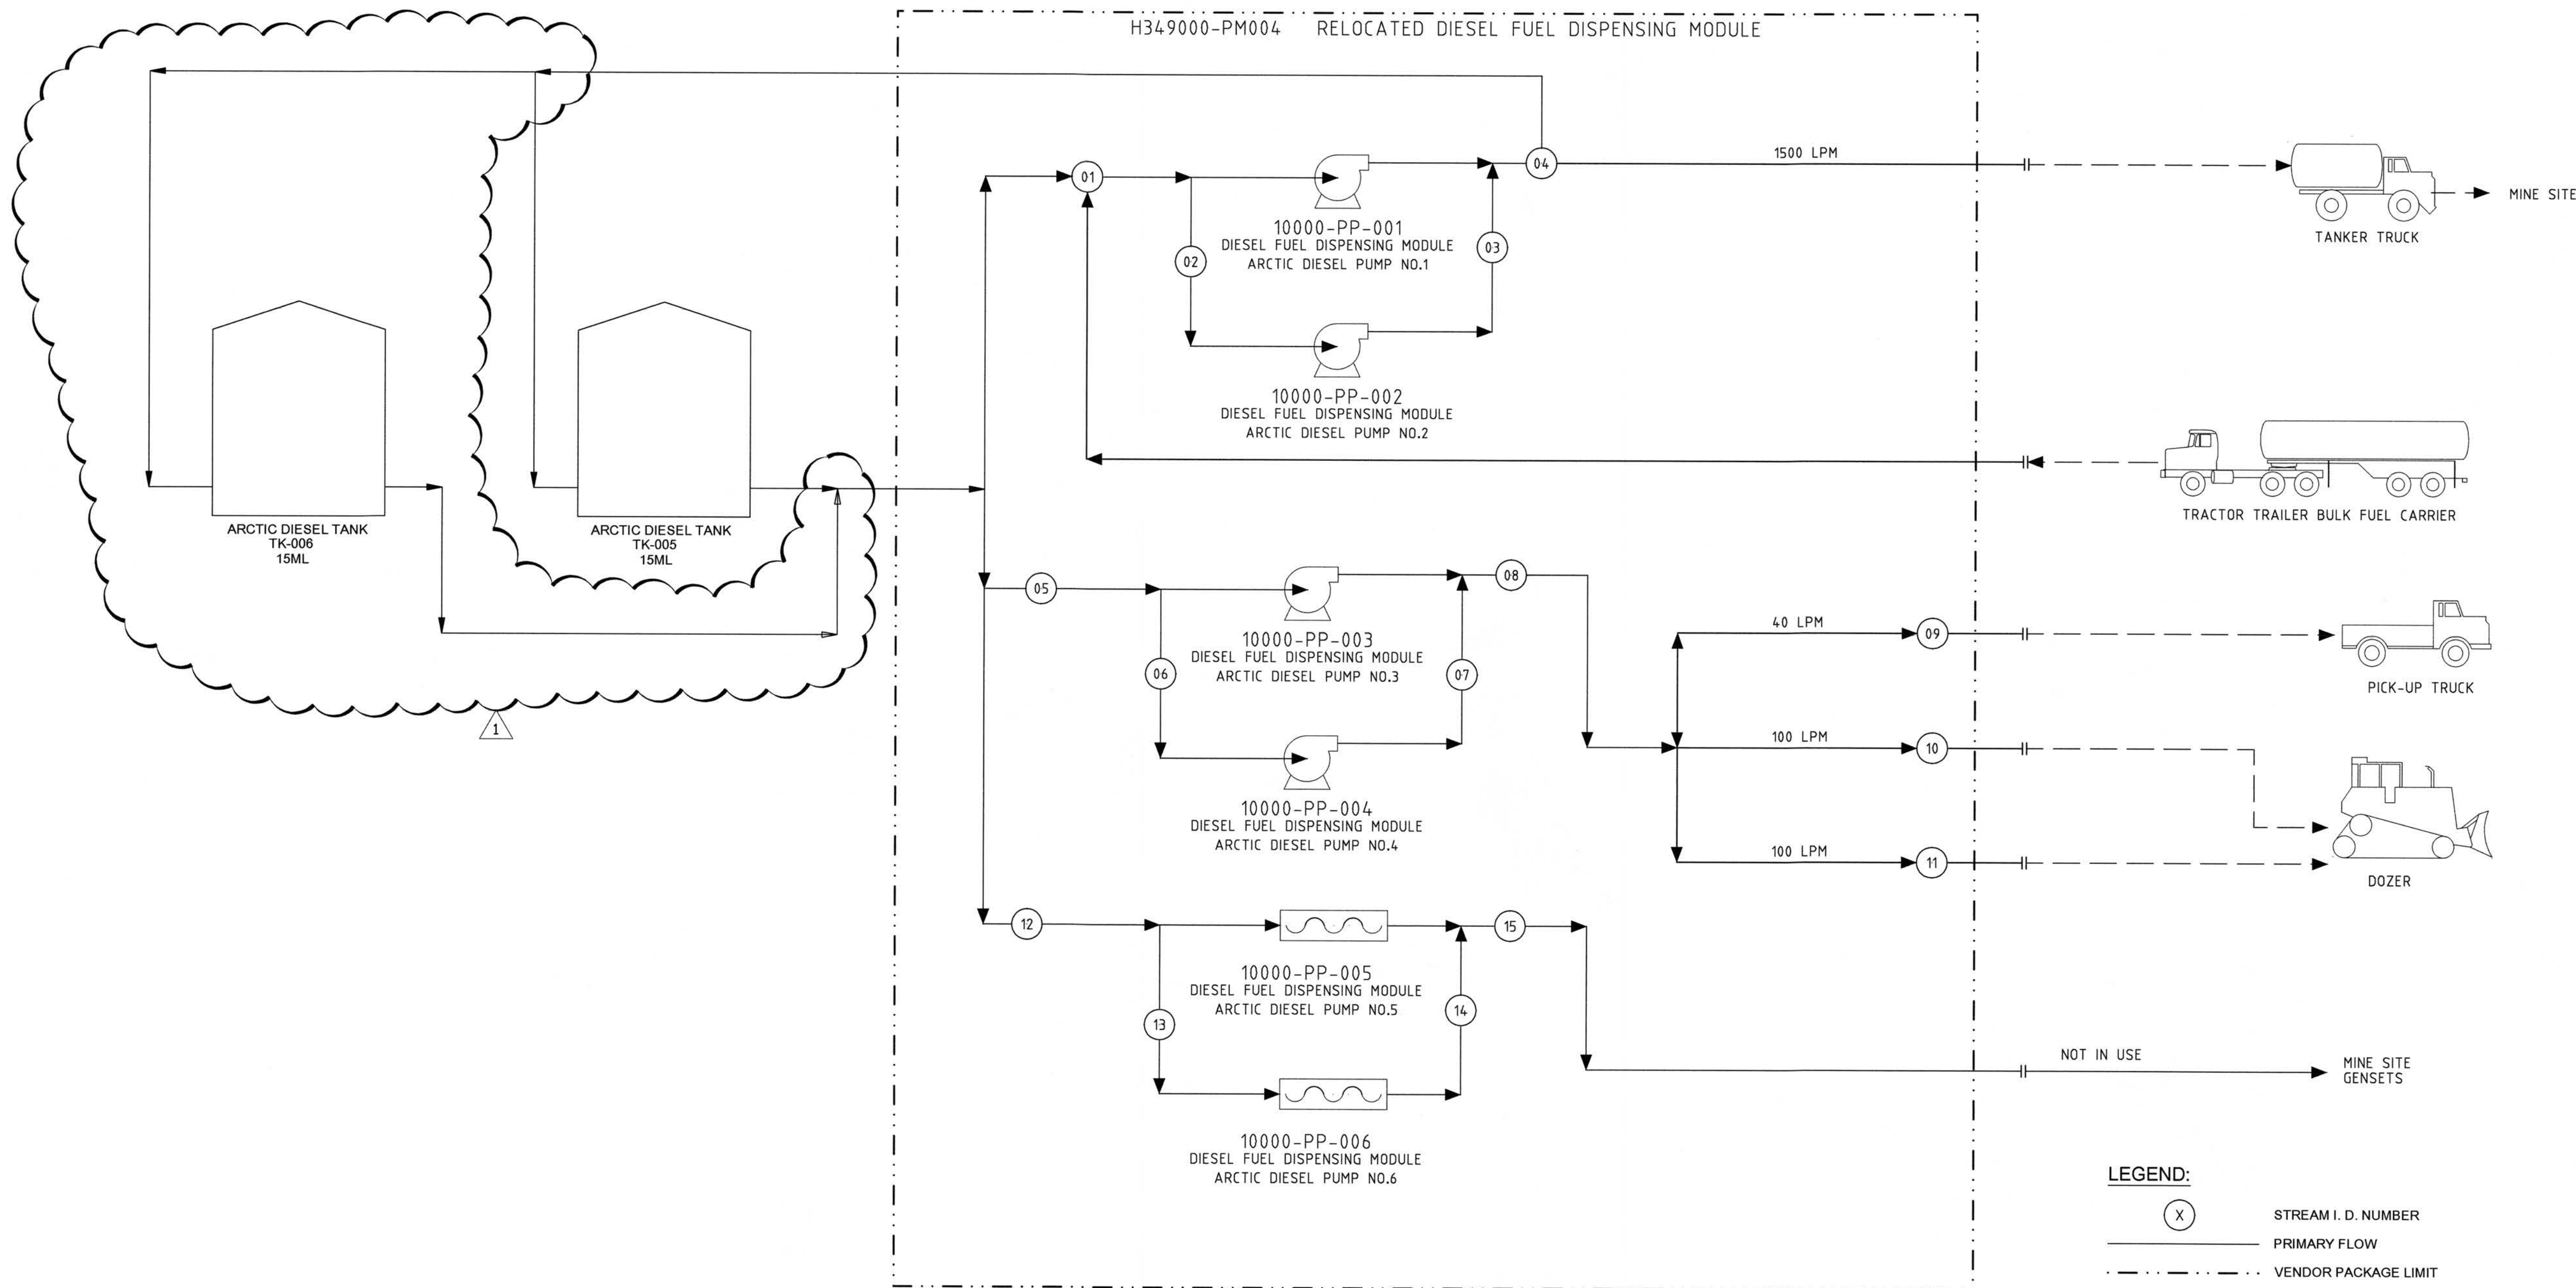 H349000-PM004 RELOCATED DIESEL FUEL DISPENSING MODULE
1500 LPM
04
01
MINE SITE
10000-PP-001
DIESEL FUEL DISPENSING MODULE
ARCTIC DIESEL PUMP NO.1
02
03
TANKER TRUCK
10000-PP-002
DIESEL FUEL DISPENSING MODULE
ARCTIC DIESEL PUMP NO.2
TRACTOR TRAILER BULK FUEL CARRIER
ARCTIC DIESEL TANK
TK-006
15ML
ARCTIC DIESEL TANK
TK-005
15ML
05
08
10000-PP-003
DIESEL FUEL DISPENSING MODULE
ARCTIC DIESEL PUMP NO.3
06
07
40 LPM
09
PICK-UP TRUCK
1
100 LPM
10
10000-PP-004
DIESEL FUEL DISPENSING MODULE
ARCTIC DIESEL PUMP NO.4
100 LPM
11
DOZER
12
15
10000-PP-005
DIESEL FUEL DISPENSING MODULE
ARCTIC DIESEL PUMP NO.5
13
14
NOT IN USE
MINE SITE
GENSETS
10000-PP-006
DIESEL FUEL DISPENSING MODULE
ARCTIC DIESEL PUMP NO.6
LEGEND:
X
STREAM I. D. NUMBER
PRIMARY FLOW
VENDOR PACKAGE LIMIT